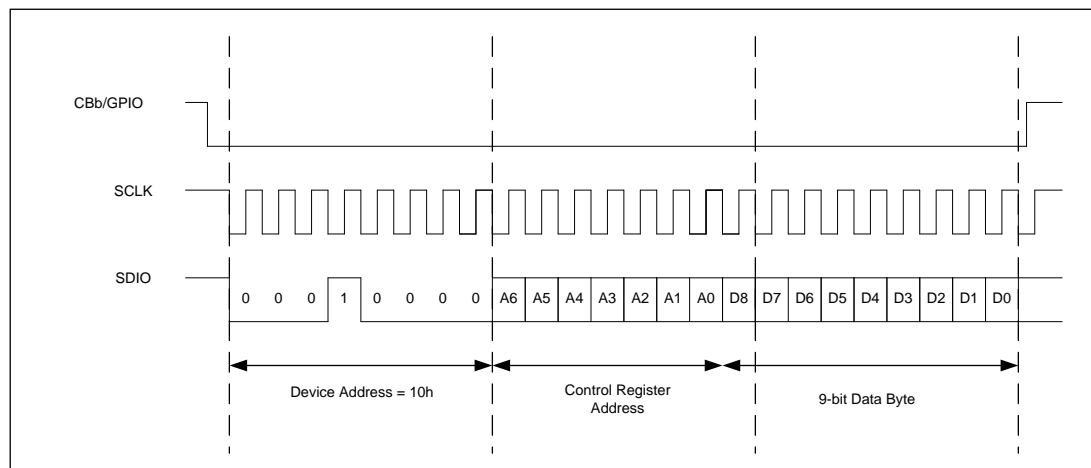 CBb/GPIO
SCLK
SDIO
0 0 0 1 0 0 0 0 A6 A5 A4 A3 A2 A1 A0 D8 D7 D6 D5 D4 D3 D2 D1 D0
Device Address = 10h
Control Register
Address
9-bit Data Byte